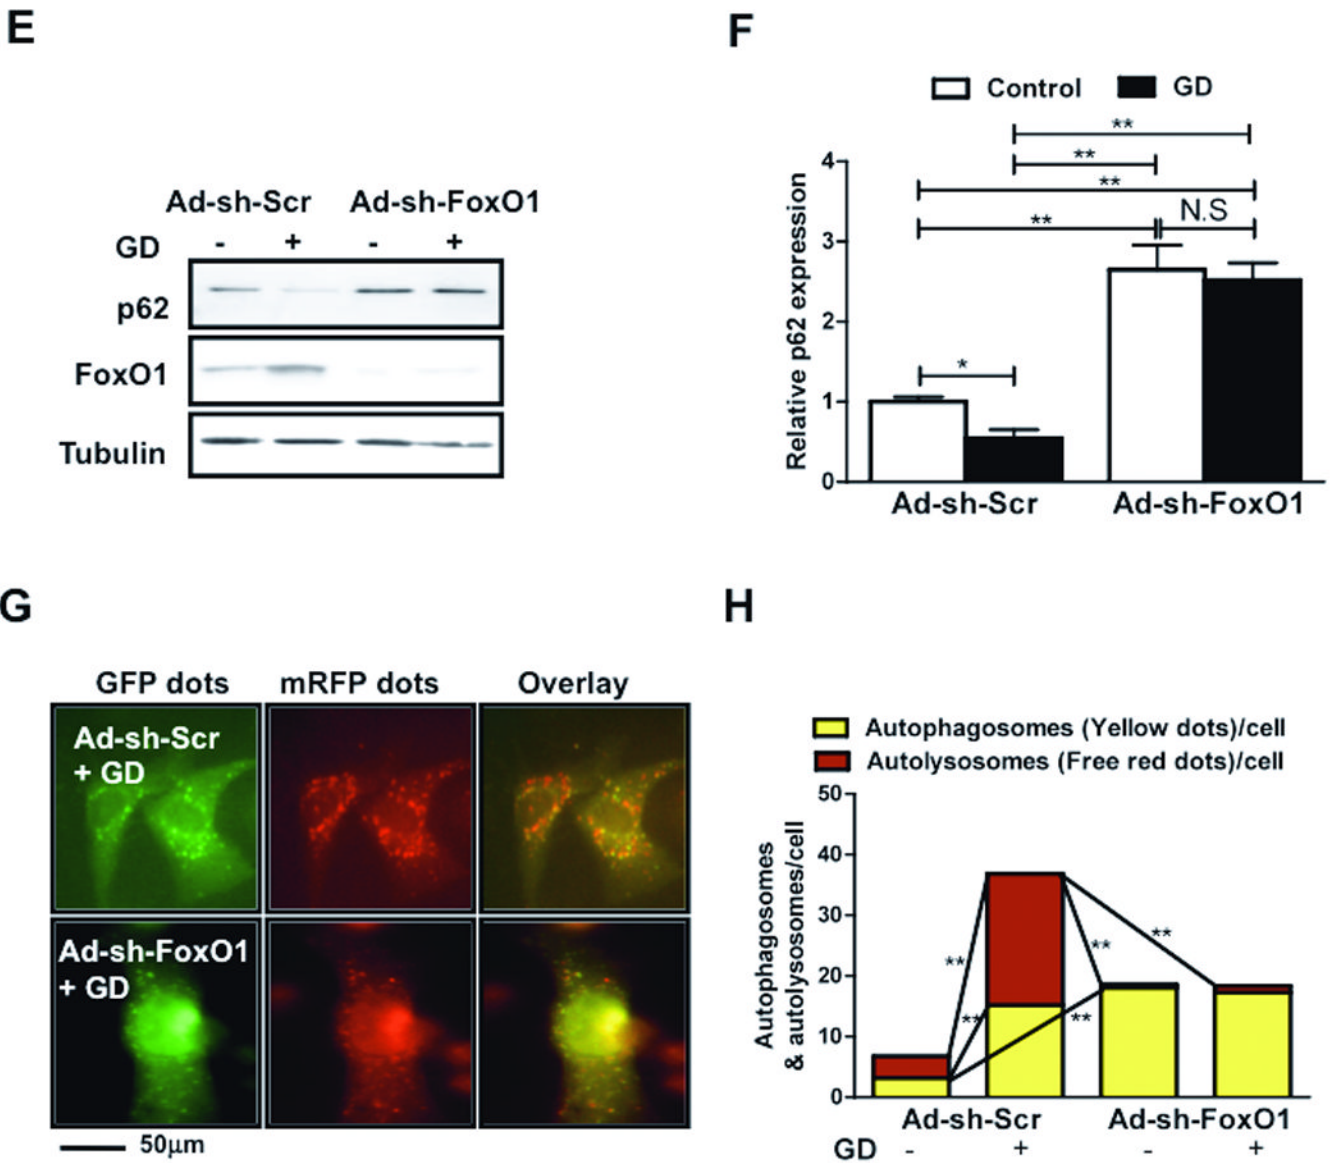 E
Ad-sh-Scr Ad-sh-FoxO1
GD - + - +
p62
FoxO1
Tubulin
F
Control GD
**
**
**
** N.S
*
Relative p62 expression
4
3
2
1
0
Ad-sh-Scr Ad-sh-FoxO1
G
GFP dots mRFP dots Overlay
Ad-sh-Scr
+ GD
Ad-sh-FoxO1
+ GD
50μm
H
Autophagosomes (Yellow dots)/cell
Autolysosomes (Free red dots)/cell
Autophagosomes
& autolysosomes/cell
50
40
30
20
10
0
**
**
**
**
**
Ad-sh-Scr Ad-sh-FoxO1
GD - + - +